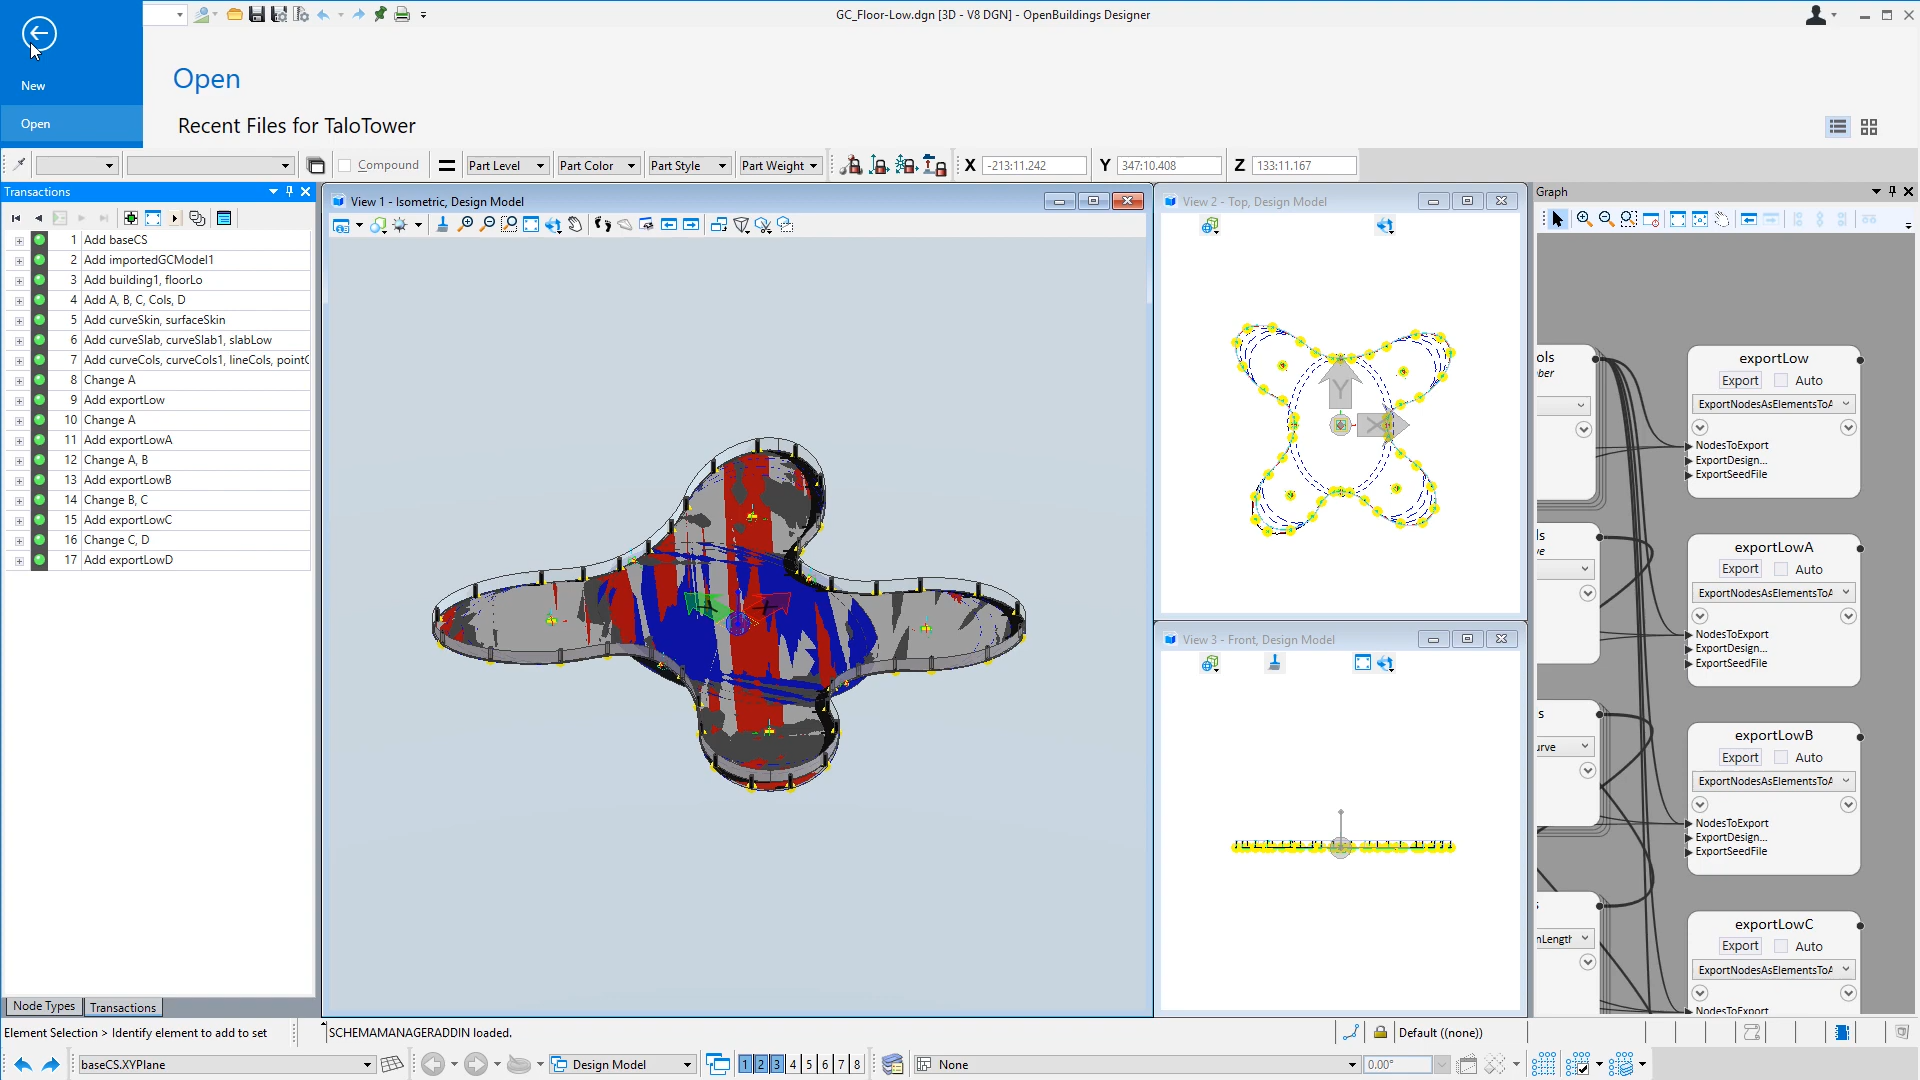 GC_Floor-Low.dgn [3D - V8 DGN] - OpenBuildings Designer
New
Open
Open
Recent Files for TaloTower
Compound
Part Level
Part Color
Part Style
Part Weight
X -213:11.242
Y 347:10.408
Z 133:11.167
Transactions
1 Add baseCS
2 Add importedGCModel1
3 Add building1, floorLo
4 Add A, B, C, Cols, D
5 Add curveSkin, surfaceSkin
6 Add curveSlab, curveSlab1, slabLow
7 Add curveCols, curveCols1, lineCols, pointC
8 Change A
9 Add exportLow
10 Change A
11 Add exportLowA
12 Change A, B
13 Add exportLowB
14 Change B, C
15 Add exportLowC
16 Change C, D
17 Add exportLowD
Node Types
Transactions
View 1 - Isometric, Design Model
View 2 - Top, Design Model
Y
X
View 3 - Front, Design Model
Graph
ols
ber
ls
ve
s
urve
nLength
exportLow
Export Auto
ExportNodesAsElementsToA
NodesToExport
ExportDesign...
ExportSeedFile
exportLowA
Export Auto
ExportNodesAsElementsToA
NodesToExport
ExportDesign...
ExportSeedFile
exportLowB
Export Auto
ExportNodesAsElementsToA
NodesToExport
ExportDesign...
ExportSeedFile
exportLowC
Export Auto
ExportNodesAsElementsToA
NodesToExport
Element Selection > Identify element to add to set
SCHEMAMANAGERADDIN loaded.
Default ((none))
baseCS.XYPlane
Design Model
1 2 3 4 5 6 7 8
None
0.00°